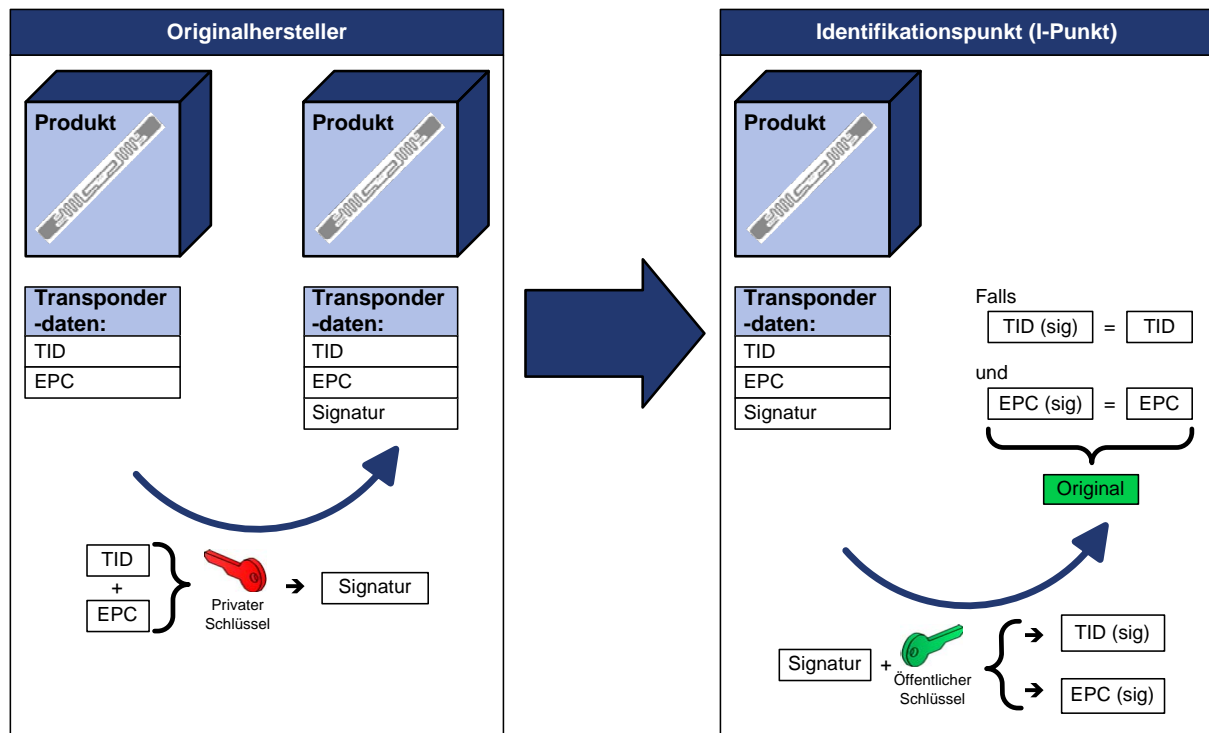 Originalhersteller
Produkt
Produkt
Transponder
-daten:
TID
EPC
Transponder
-daten:
TID
EPC
Signatur
TID
+
EPC
Privater
Schlüssel
➔
Signatur
Identifikationspunkt (I-Punkt)
Produkt
Transponder
-daten:
TID
EPC
Signatur
Falls
TID (sig) = TID
und
EPC (sig) = EPC
Original
Signatur +
Öffentlicher
Schlüssel
➔ TID (sig)
➔ EPC (sig)